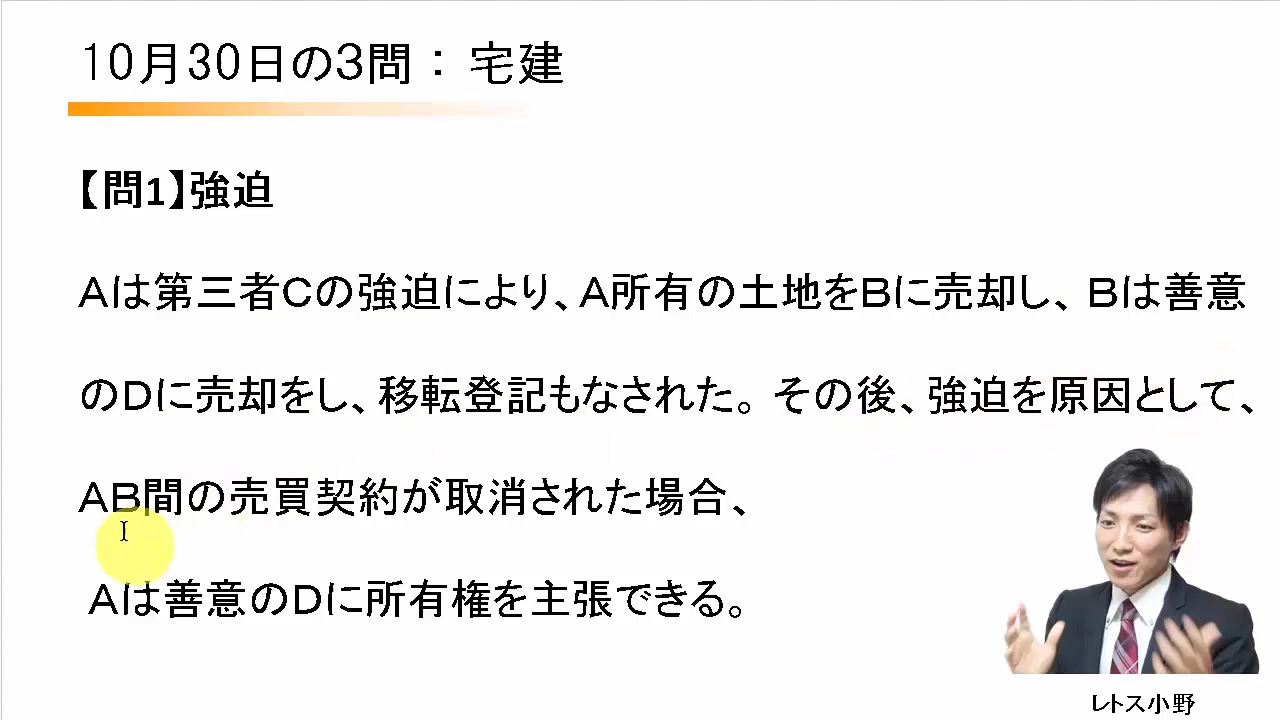 10月30日の3問： 宅建
【問1】強迫
Aは第三者Cの強迫により、A所有の土地をBに売却し、Bは善意
のDに売却をし、移転登記もなされた。その後、強迫を原因として、
AB間の売買契約が取消された場合、
Aは善意のDに所有権を主張できる。
レトス小野